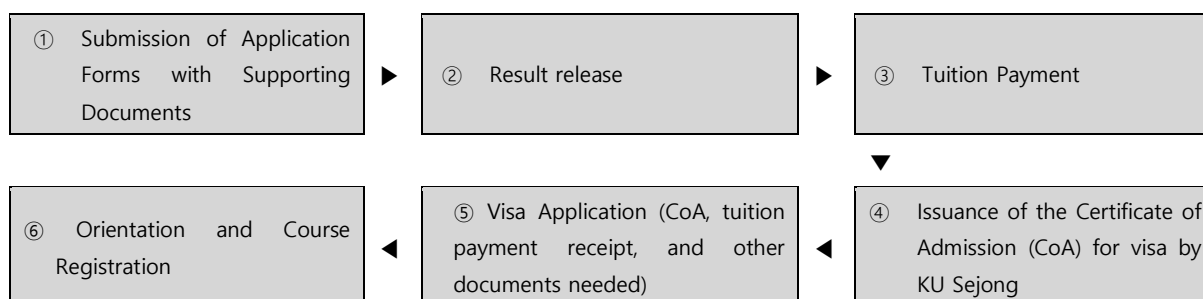 ① Submission of Application
Forms with Supporting
Documents
▶
② Result release
▶
③ Tuition Payment
▼
④ Issuance of the Certificate of
Admission (CoA) for visa by
KU Sejong
◀
⑤ Visa Application (CoA, tuition
payment receipt, and other
documents needed)
◀
⑥ Orientation and Course
Registration